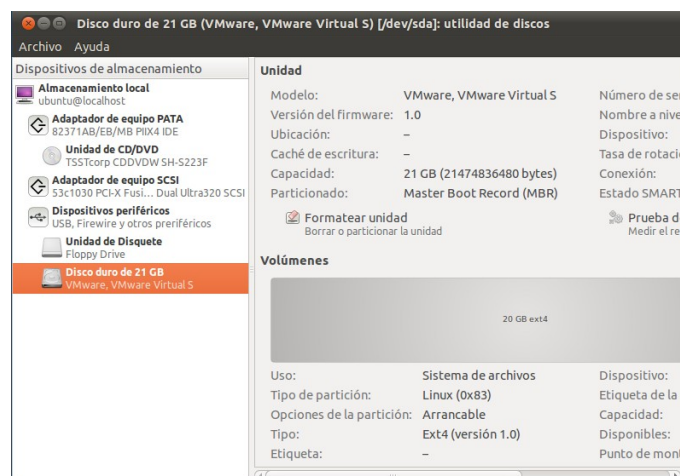 Disco duro de 21 GB (VMware, VMware Virtual S) [/dev/sda]: utilidad de discos
Archivo Ayuda
Dispositivos de almacenamiento
Almacenamiento local
ubuntu@localhost
Adaptador de equipo PATA
82371AB/EB/MB PIIX4 IDE
Unidad de CD/DVD
TSSTcorp CDDVDW SH-S223F
Adaptador de equipo SCSI
53c1030 PCI-X Fusi... Dual Ultra320 SCSI
Dispositivos periféricos
USB, Firewire y otros preriféricos
Unidad de Disquete
Floppy Drive
Disco duro de 21 GB
VMware, VMware Virtual S
Unidad
Modelo: VMware, VMware Virtual S Número de se
Versión del firmware: 1.0 Nombre a nive
Ubicación: – Dispositivo:
Caché de escritura: – Tasa de rotaci
Capacidad: 21 GB (21474836480 bytes) Conexión:
Particionado: Master Boot Record (MBR) Estado SMART
Formatear unidad Prueba d
Borrar o particionar la unidad Medir el re
Volúmenes
20 GB ext4
Uso: Sistema de archivos Dispositivo:
Tipo de partición: Linux (0x83) Etiqueta de la
Opciones de la partición: Arrancable Capacidad:
Tipo: Ext4 (versión 1.0) Disponibles:
Etiqueta: – Punto de mon